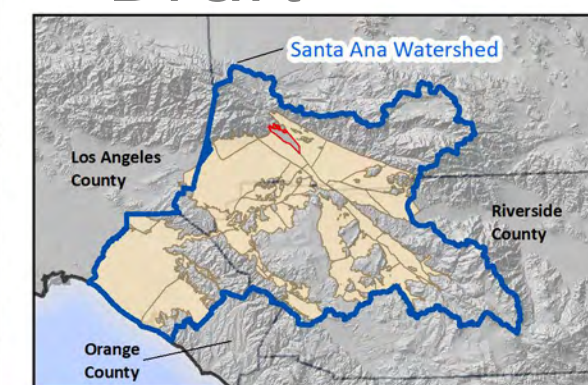 Santa Ana Watershed
Los Angeles
County
Riverside
County
Orange
County